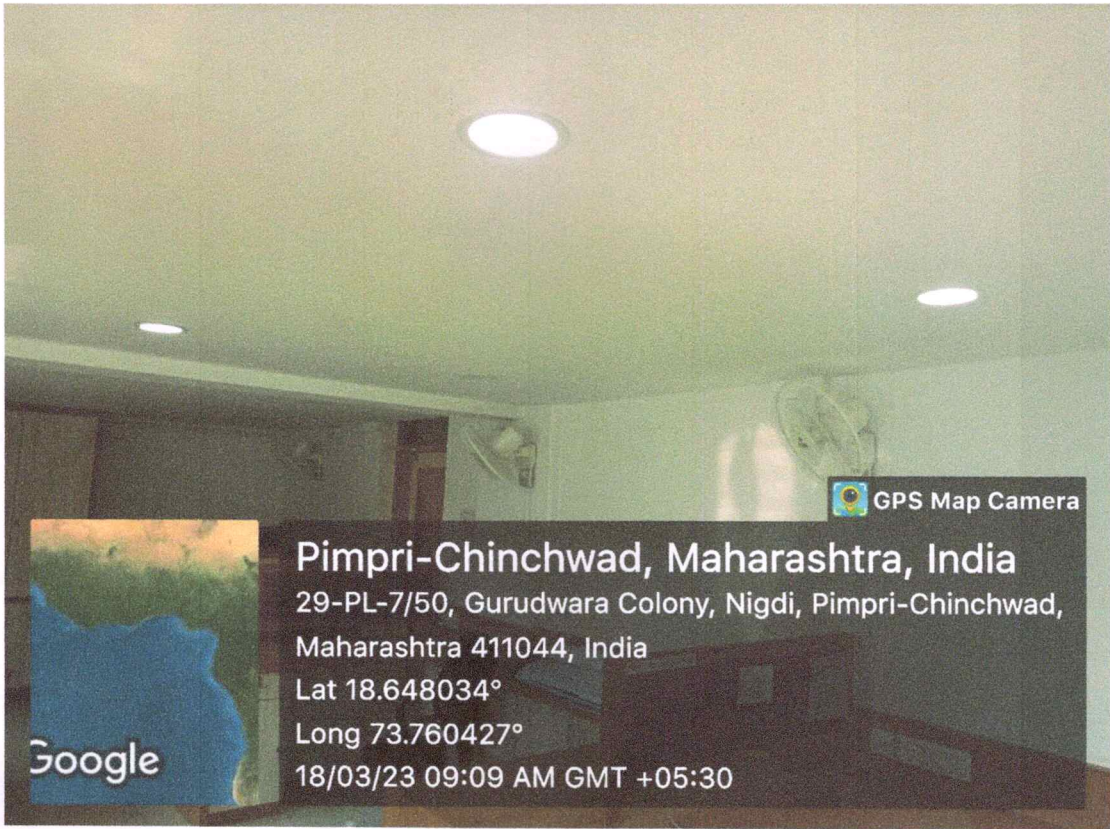 GPS Map Camera
Pimpri-Chinchwad, Maharashtra, India
29-PL-7/50, Gurudwara Colony, Nigdi, Pimpri-Chinchwad,
Maharashtra 411044, India
Lat 18.648034°
Long 73.760427°
18/03/23 09:09 AM GMT +05:30
Google